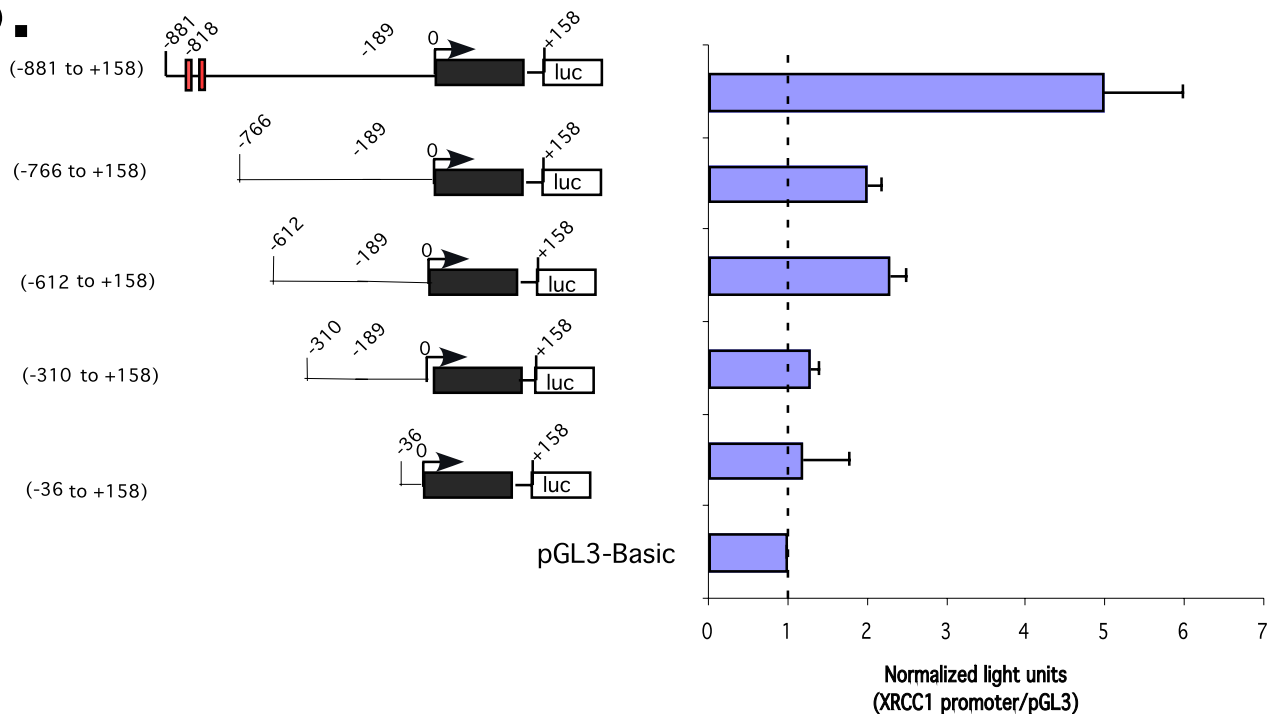 -881
-818
-189
0
+158
(-881 to +158)
luc
-766
-189
0
+158
(-766 to +158)
luc
-612
-189
0
+158
(-612 to +158)
luc
-310
-189
0
+158
(-310 to +158)
luc
-36
0
+158
(-36 to +158)
luc
pGL3-Basic
0 1 2 3 4 5 6 7
Normalized light units
(XRCC1 promoter/pGL3)